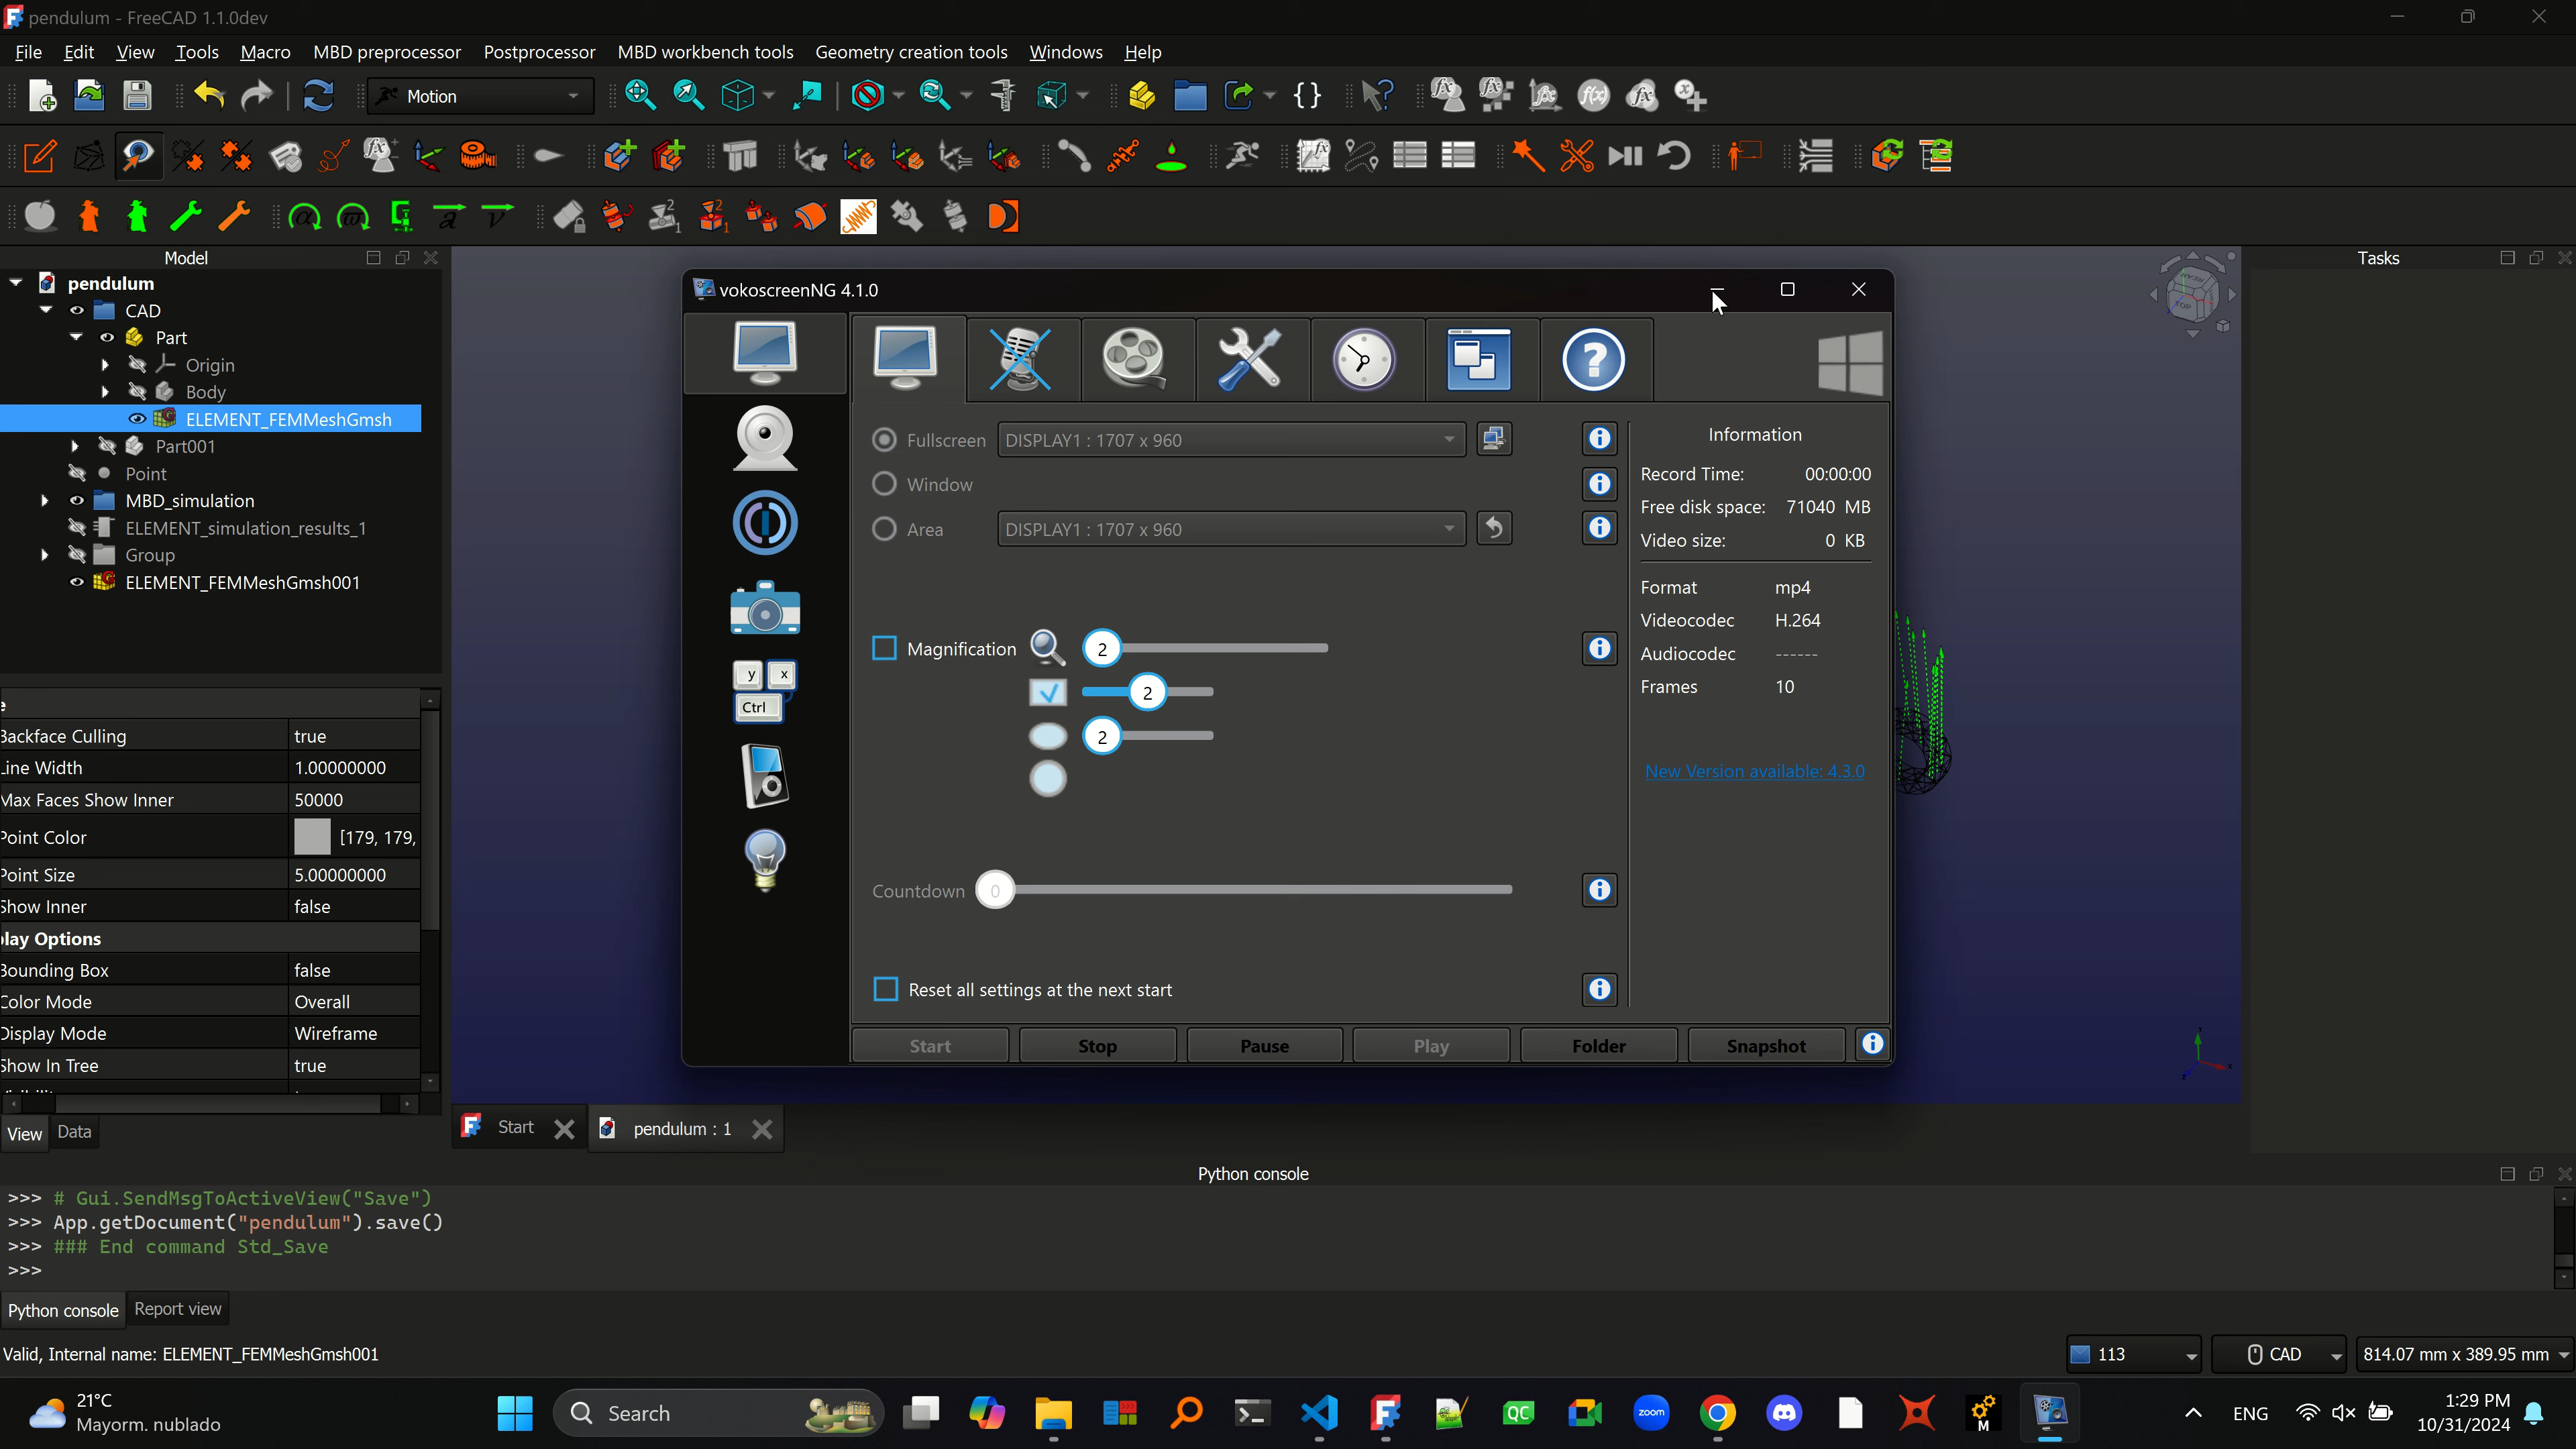 pendulum - FreeCAD 1.1.0dev
File Edit View Tools Macro MBD preprocessor Postprocessor MBD workbench tools Geometry creation tools Windows Help
Motion
Model
pendulum
CAD
Part
Origin
Body
ELEMENT_FEMMeshGmsh
Part001
Point
MBD_simulation
ELEMENT_simulation_results_1
Group
ELEMENT_FEMMeshGmsh001
Backface Culling true
Line Width 1.00000000
Max Faces Show Inner 50000
Point Color [179, 179,
Point Size 5.00000000
Show Inner false
lay Options
Bounding Box false
Color Mode Overall
Display Mode Wireframe
Show In Tree true
View Data
vokoscreenNG 4.1.0
Fullscreen DISPLAY1 : 1707 x 960
Window
Area DISPLAY1 : 1707 x 960
Magnification 2
2
2
Countdown 0
Reset all settings at the next start
y x
Ctrl
Information
Record Time: 00:00:00
Free disk space: 71040 MB
Video size: 0 KB
Format mp4
Videocodec H.264
Audiocodec ------
Frames 10
New Version available: 4.3.0
Start Stop Pause Play Folder Snapshot
Tasks
TOP
Start pendulum : 1
Python console
>>> # Gui.SendMsgToActiveView("Save")
>>> App.getDocument("pendulum").save()
>>> ### End command Std_Save
>>>
Python console Report view
Valid, Internal name: ELEMENT_FEMMeshGmsh001
113 CAD 814.07 mm x 389.95 mm
21°C
Mayorm. nublado
Search
QC
zoom
M
ENG
1:29 PM
10/31/2024